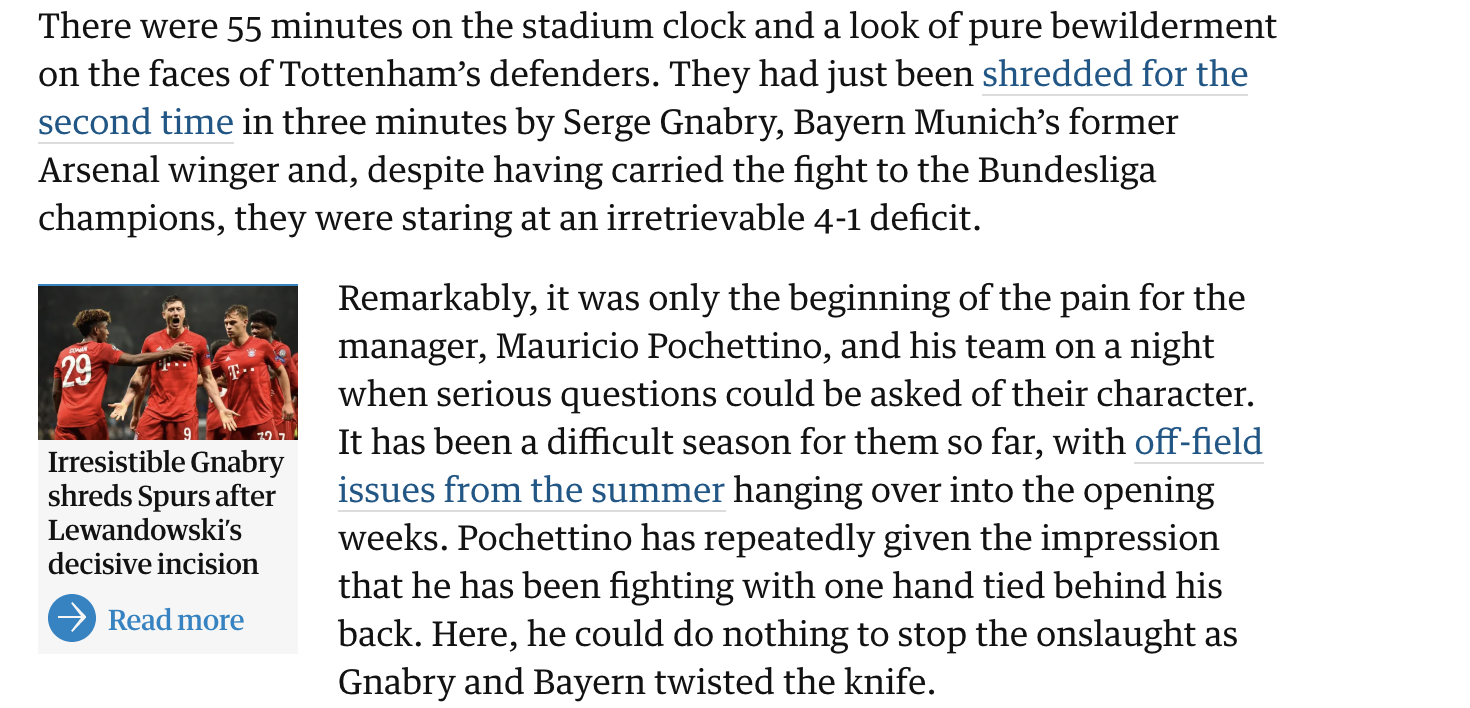 There were 55 minutes on the stadium clock and a look of pure bewilderment
on the faces of Tottenham’s defenders. They had just been shredded for the
second time in three minutes by Serge Gnabry, Bayern Munich’s former
Arsenal winger and, despite having carried the fight to the Bundesliga
champions, they were staring at an irretrievable 4-1 deficit.
29
T
T
9
32
7
Irresistible Gnabry
shreds Spurs after
Lewandowski’s
decisive incision
Read more
Remarkably, it was only the beginning of the pain for the
manager, Mauricio Pochettino, and his team on a night
when serious questions could be asked of their character.
It has been a difficult season for them so far, with off-field
issues from the summer hanging over into the opening
weeks. Pochettino has repeatedly given the impression
that he has been fighting with one hand tied behind his
back. Here, he could do nothing to stop the onslaught as
Gnabry and Bayern twisted the knife.